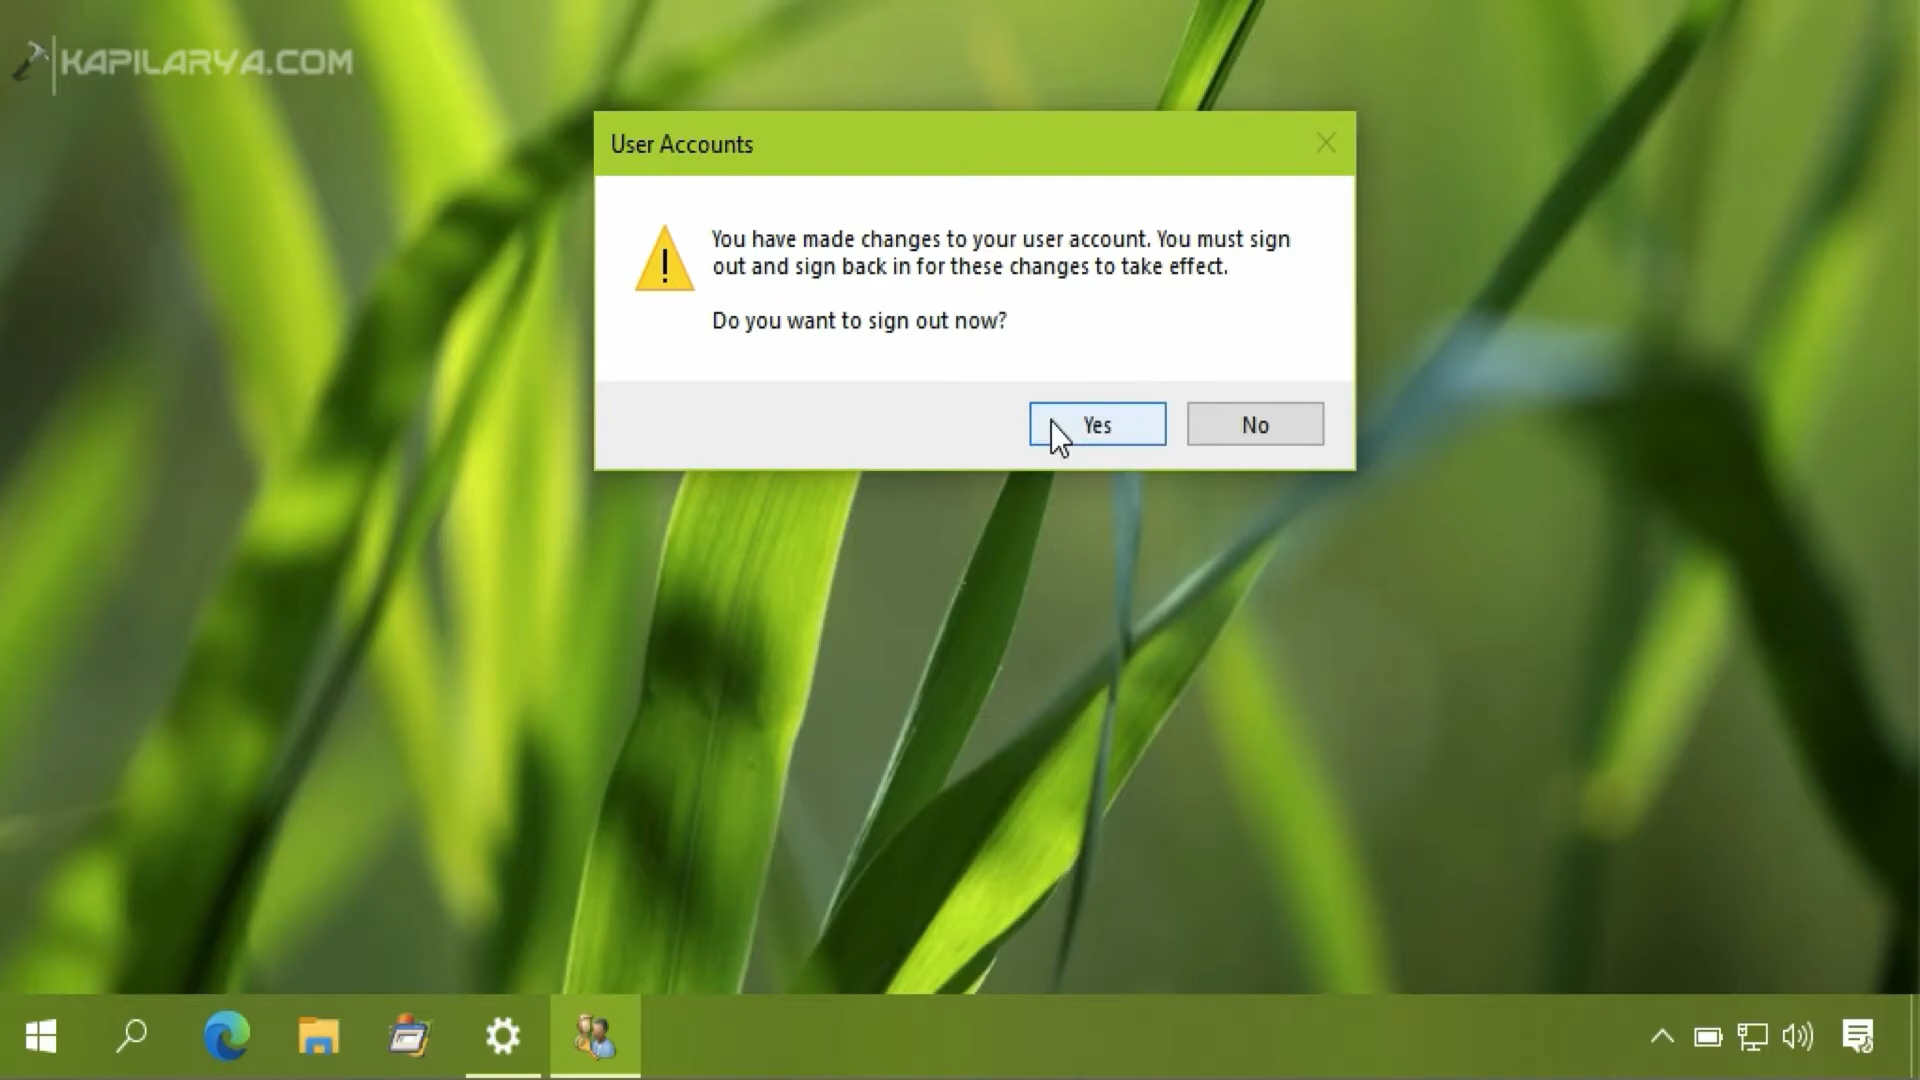 KAPILARYA.COM
User Accounts
You have made changes to your user account. You must sign
out and sign back in for these changes to take effect.
Do you want to sign out now?
Yes
No